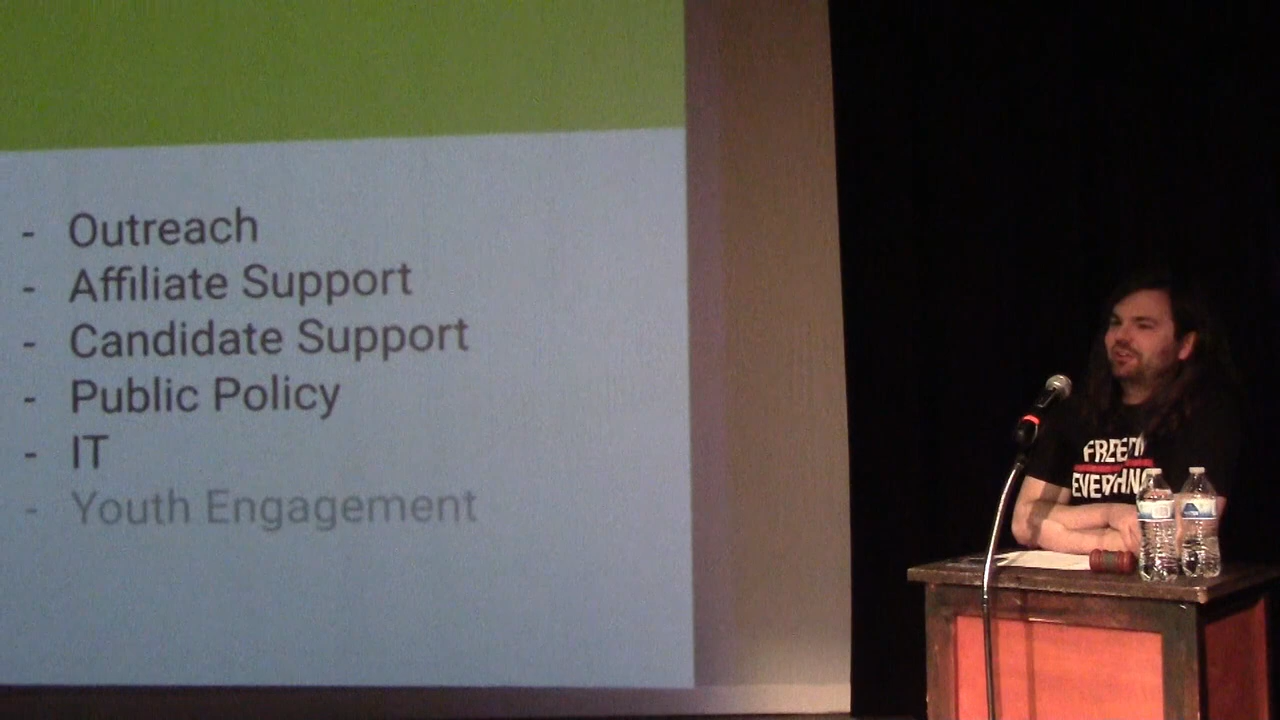 - Outreach
- Affiliate Support
- Candidate Support
- Public Policy
- IT
- Youth Engagement